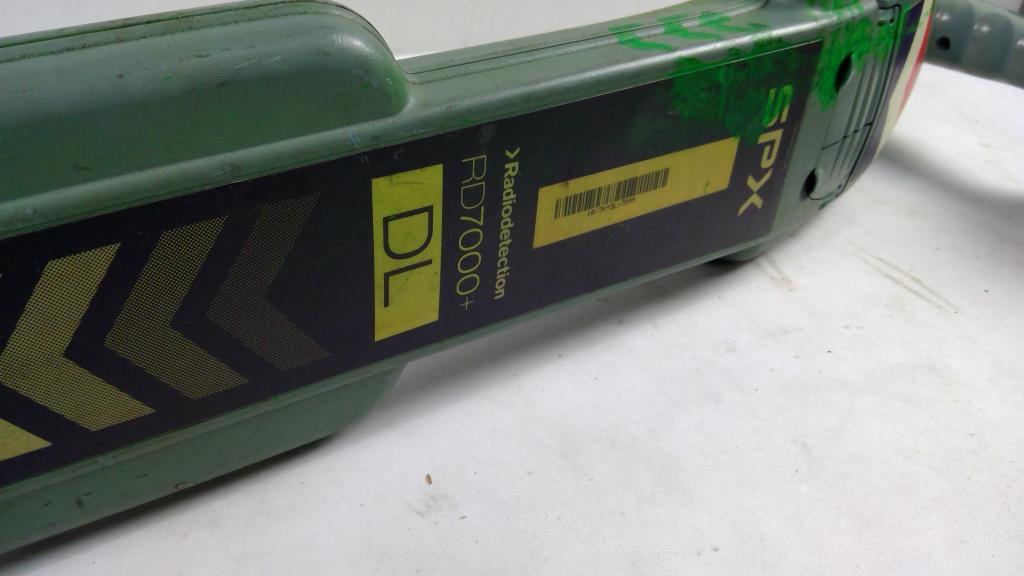 SPX
>Radiodetection
RD7000+
DL